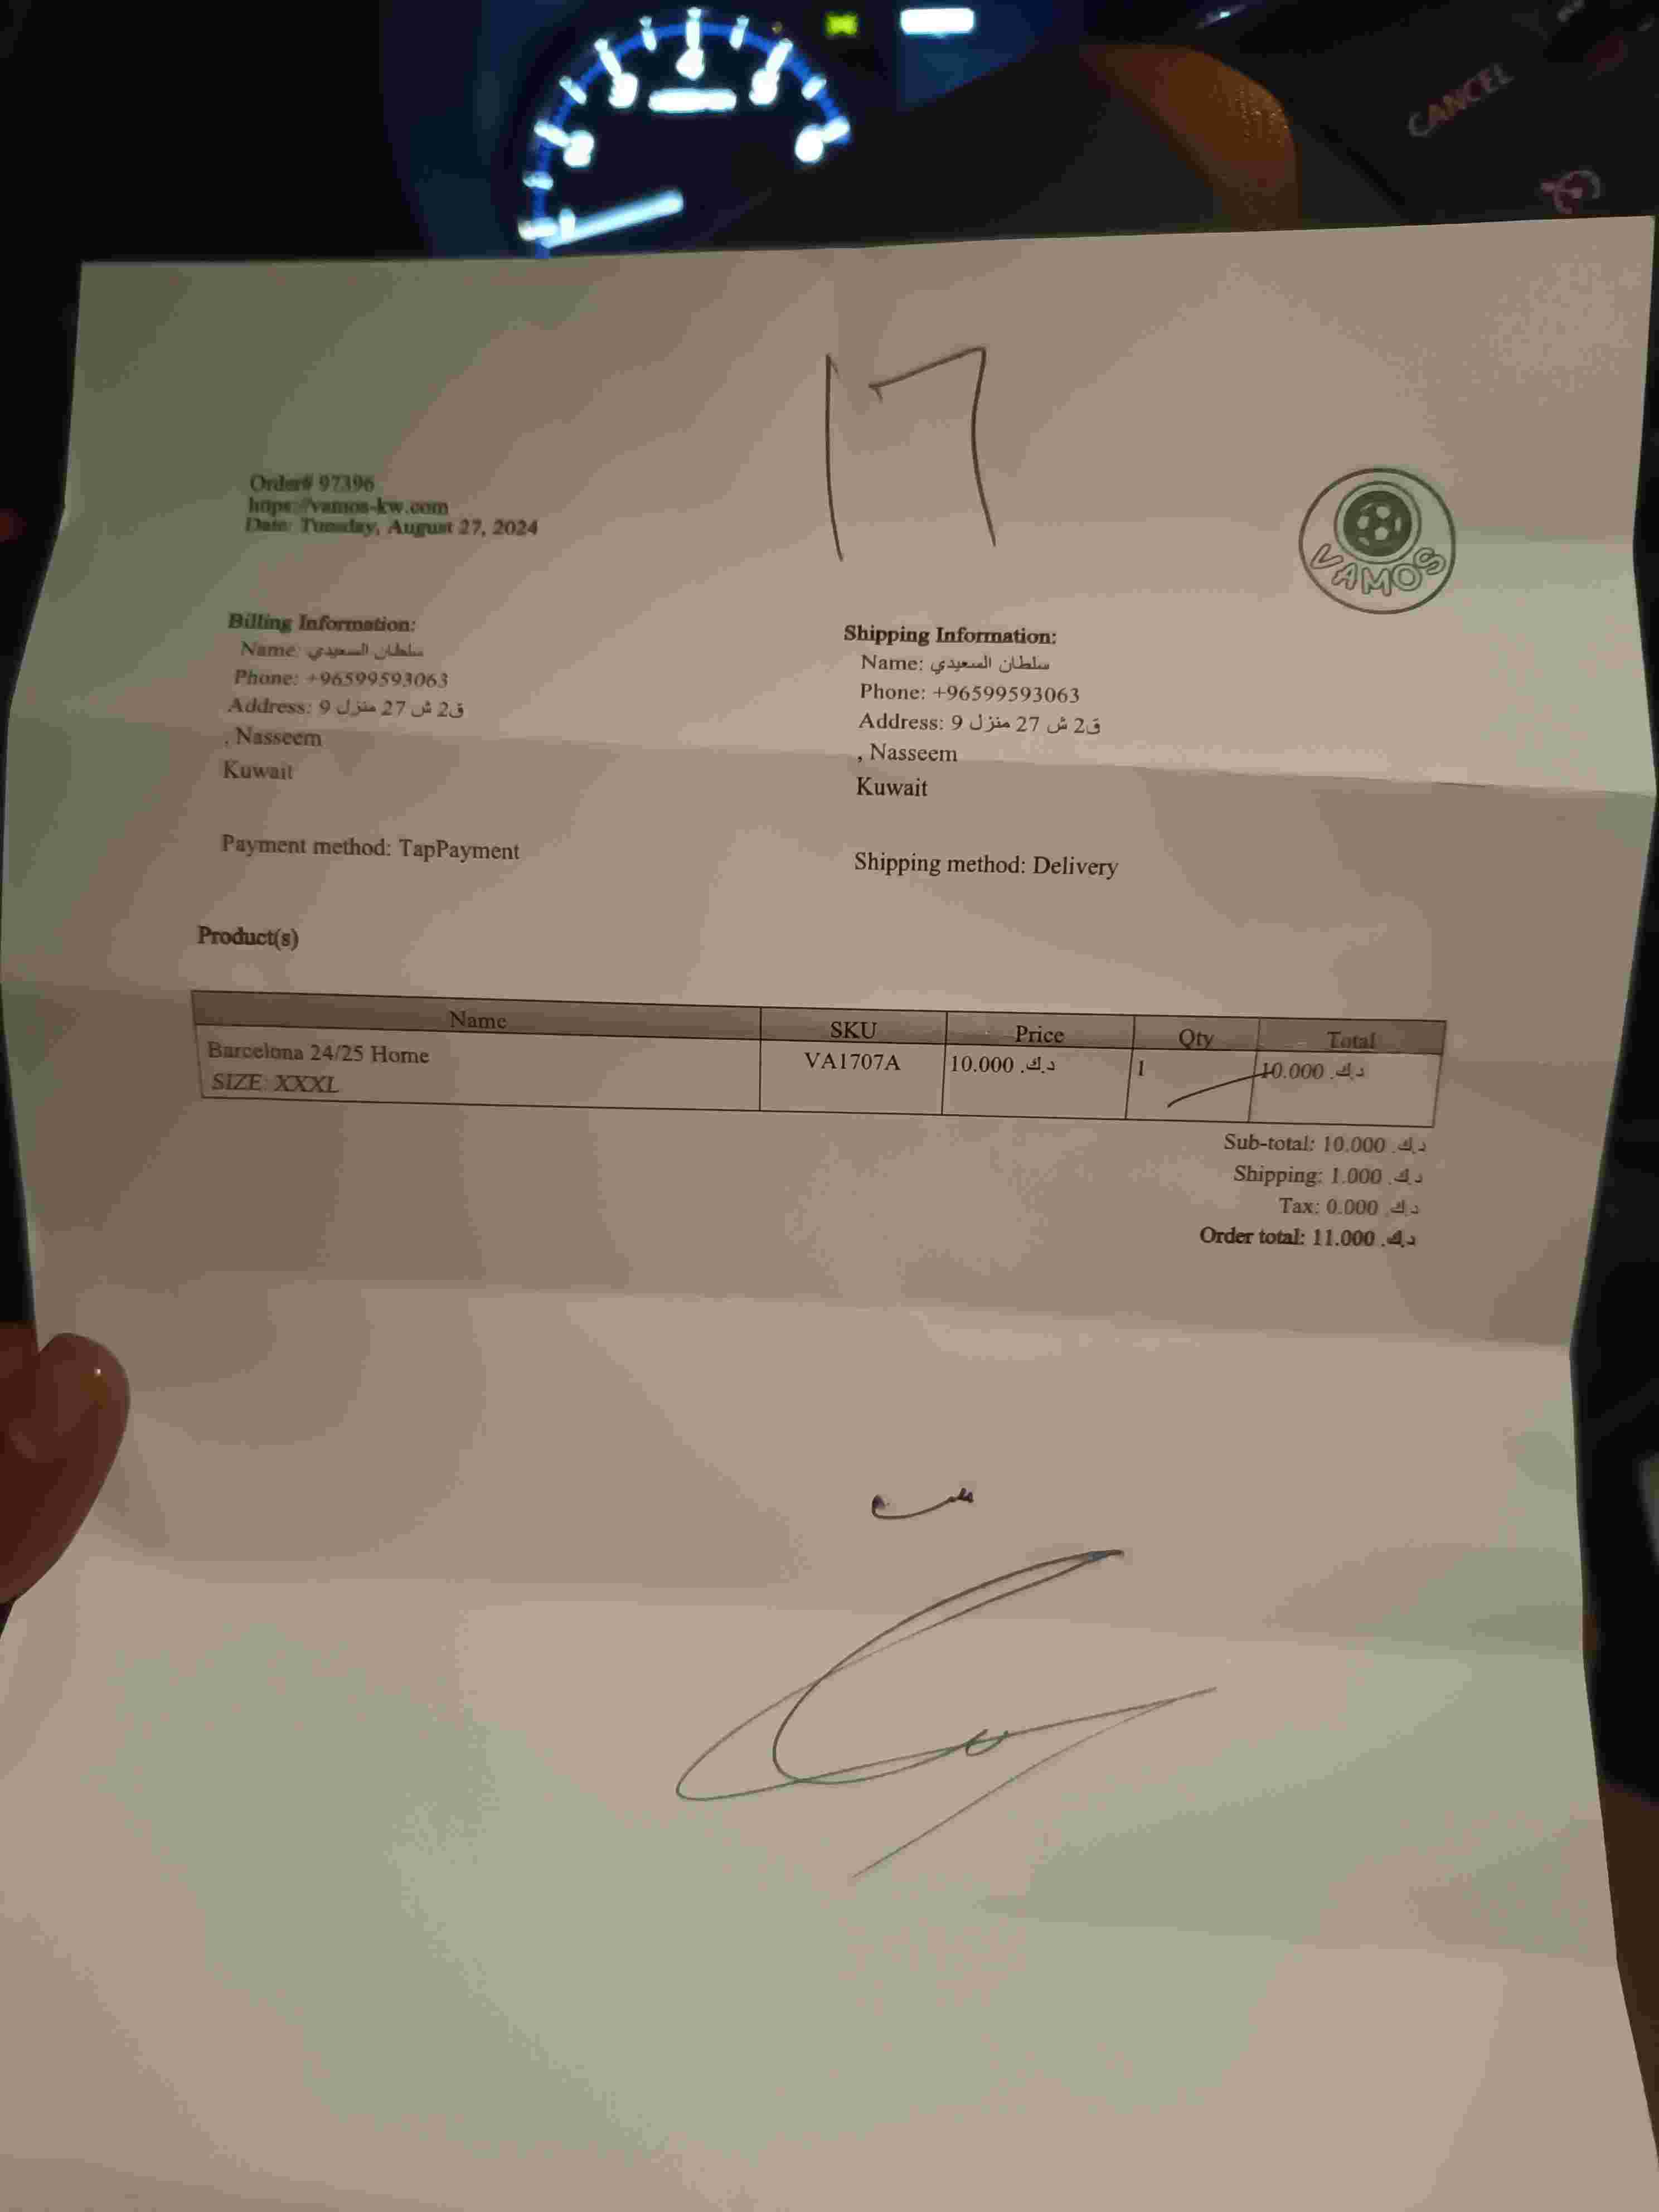 CANCEL
١٦
Order# 97396
https://vamos-kw.com
Date: Tuesday, August 27, 2024
VAMOS
Billing Information:
Name: سلطان السعيدي
Phone: +96599593063
Address: ق2 ش 27 منزل 9
, Nasseem
Kuwait
Shipping Information:
Name: سلطان السعيدي
Phone: +96599593063
Address: ق2 ش 27 منزل 9
, Nasseem
Kuwait
Payment method: TapPayment
Shipping method: Delivery
Product(s)
Name SKU Price Qty Total
Barcelona 24/25 Home VA1707A 10.000 د.ك. 1 10.000 د.ك.
SIZE: XXXL
Sub-total: 10.000 د.ك.
Shipping: 1.000 د.ك.
Tax: 0.000 د.ك.
Order total: 11.000 د.ك.